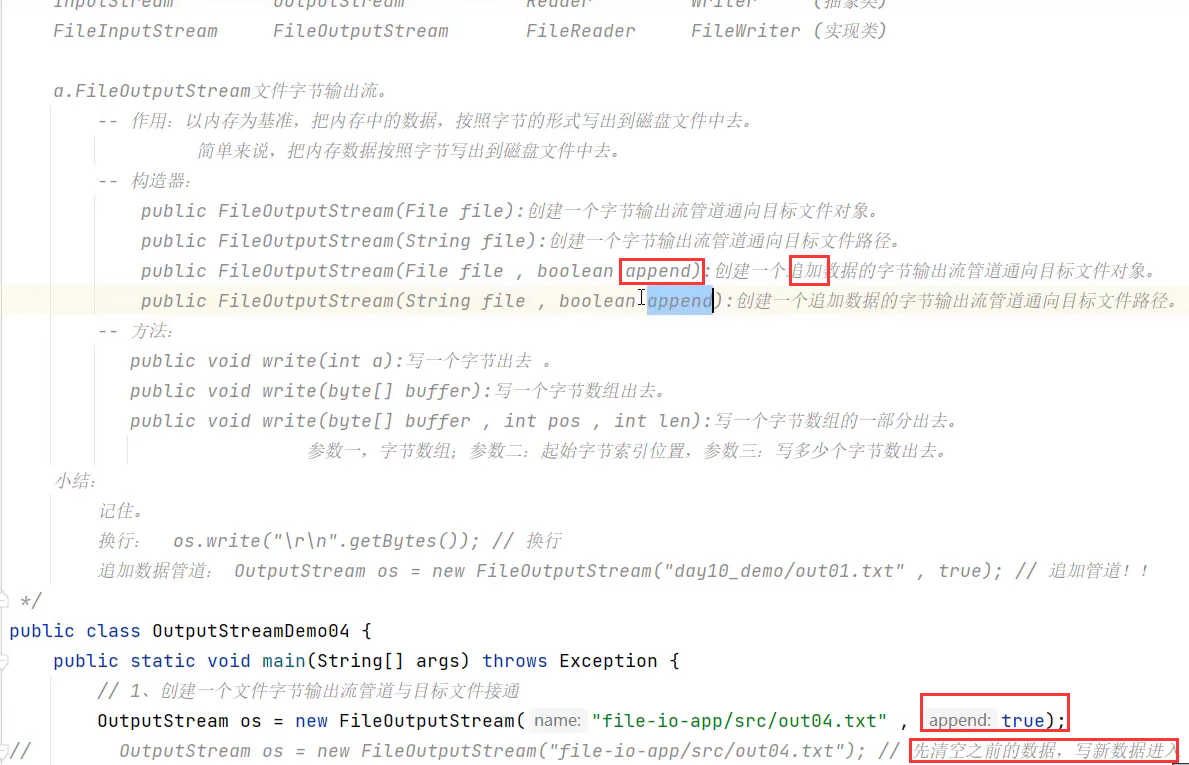 InputStream OutputStream Reader Writer (抽象类)
FileInputStream FileOutputStream FileReader FileWriter (实现类)
a.FileOutputStream文件字节输出流。
-- 作用：以内存为基准，把内存中的数据，按照字节的形式写出到磁盘文件中去。
简单来说，把内存数据按照字节写出到磁盘文件中去。
-- 构造器：
public FileOutputStream(File file):创建一个字节输出流管道通向目标文件对象。
public FileOutputStream(String file):创建一个字节输出流管道通向目标文件路径。
public FileOutputStream(File file , boolean append):创建一个追加数据的字节输出流管道通向目标文件对象。
public FileOutputStream(String file , boolean append):创建一个追加数据的字节输出流管道通向目标文件路径。
-- 方法：
public void write(int a):写一个字节出去 。
public void write(byte[] buffer):写一个字节数组出去。
public void write(byte[] buffer , int pos , int len):写一个字节数组的一部分出去。
参数一，字节数组；参数二：起始字节索引位置，参数三：写多少个字节数出去。
小结：
记住。
换行： os.write("\r\n".getBytes()); // 换行
追加数据管道： OutputStream os = new FileOutputStream("day10_demo/out01.txt" , true); // 追加管道！！
*/
public class OutputStreamDemo04 {
public static void main(String[] args) throws Exception {
// 1、创建一个文件字节输出流管道与目标文件接通
OutputStream os = new FileOutputStream( name: "file-io-app/src/out04.txt" , append: true);
// OutputStream os = new FileOutputStream("file-io-app/src/out04.txt"); // 先清空之前的数据，写新数据进入